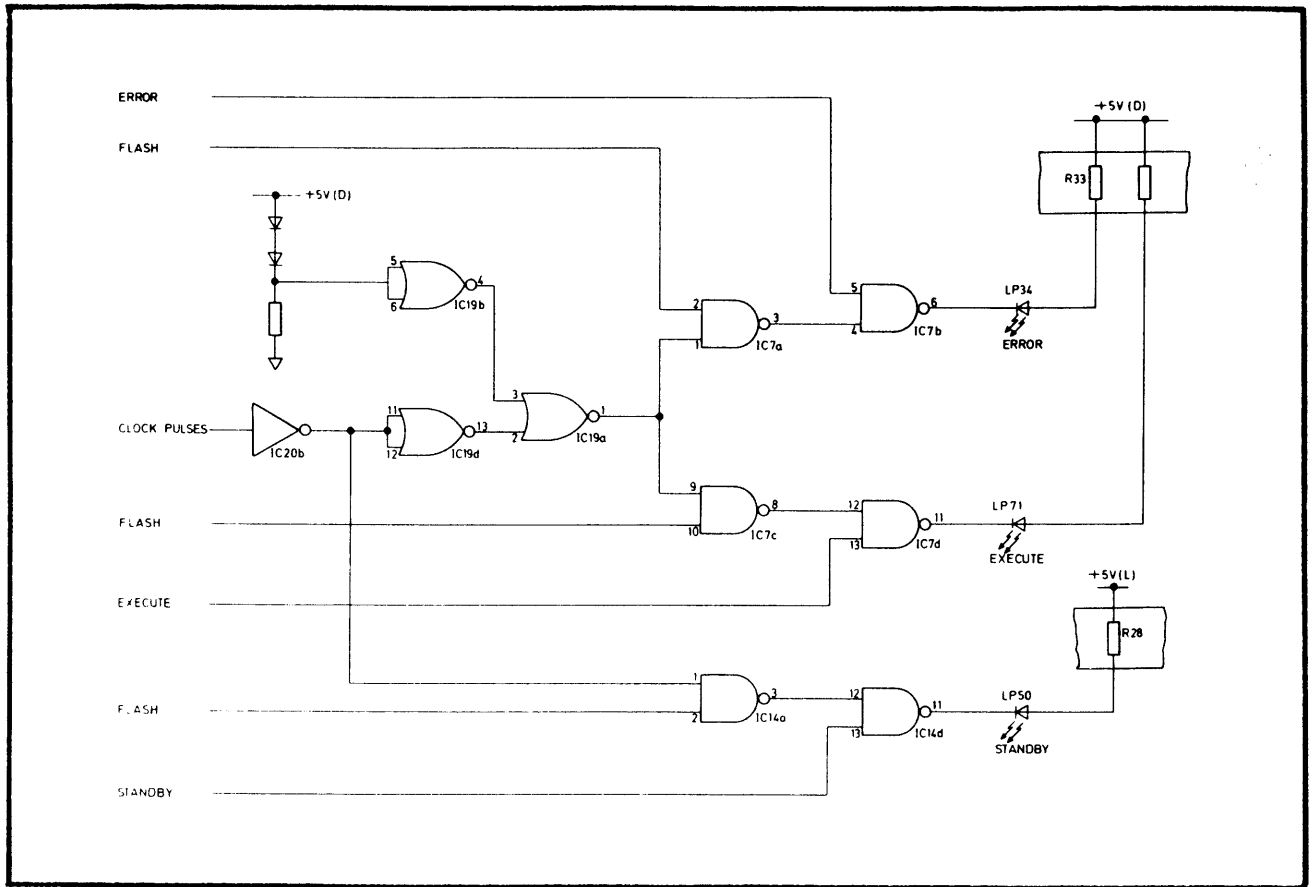 ERROR
+5V(D)
FLASH
R33
+5V(D)
5
4
6
IC19b
5
6
4
IC7b
LP34
ERROR
2
3
1
IC7a
3
1
2
IC19a
CLOCK PULSES
IC20b
11
13
12
IC19d
9
8
10
IC7c
12
11
13
IC7d
LP71
EXECUTE
FLASH
+5V(L)
EXECUTE
R28
1
3
2
IC14a
12
11
13
IC14d
LP50
STANDBY
FLASH
STANDBY